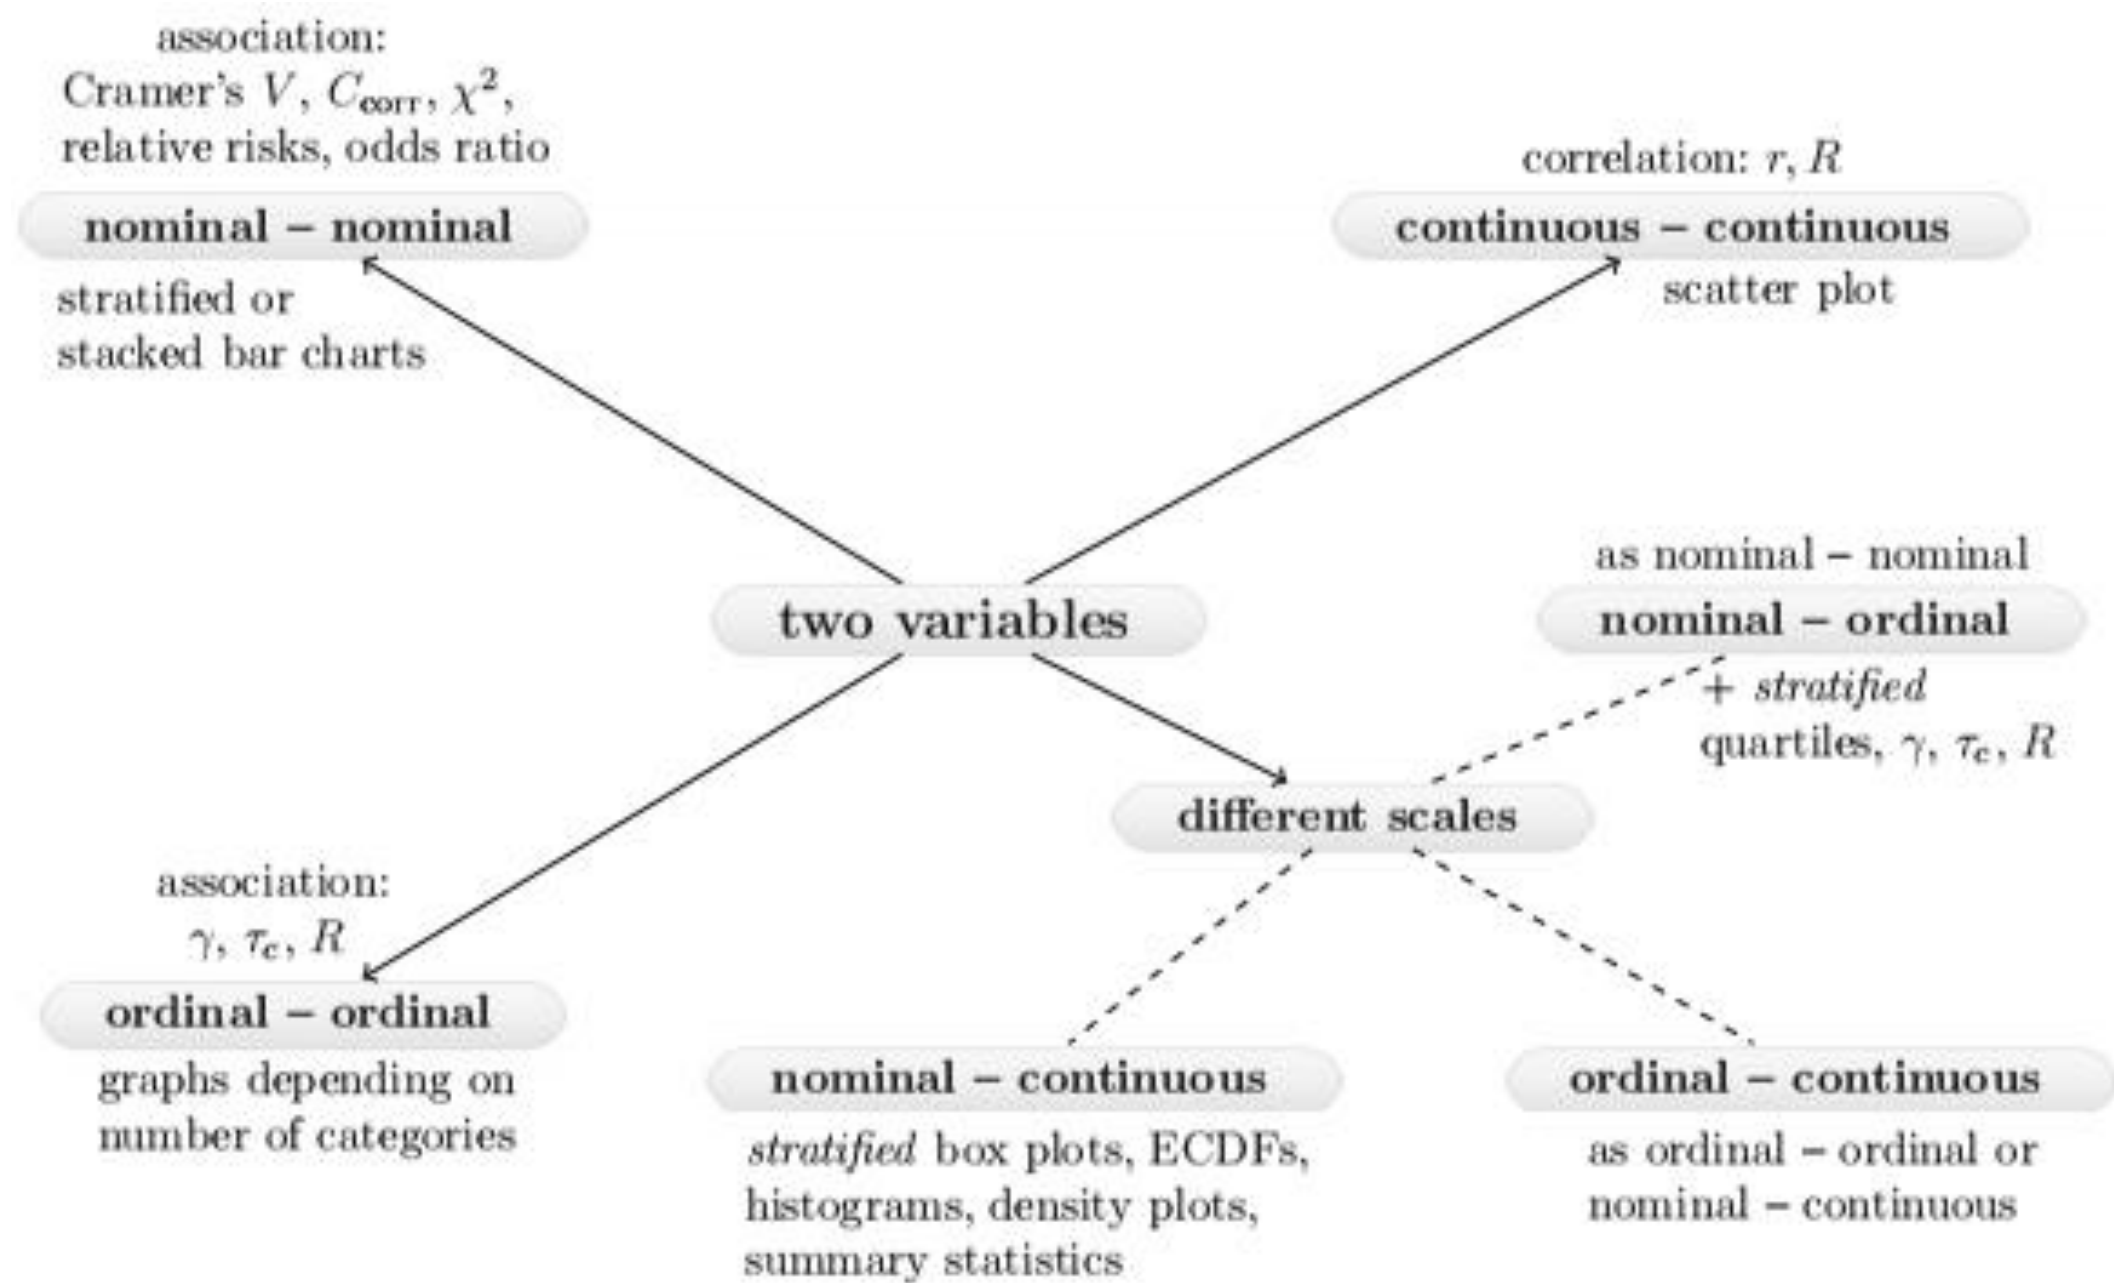 association:
Cramer's V, C_corr, χ²,
relative risks, odds ratio
nominal – nominal
stratified or
stacked bar charts
correlation: r, R
continuous – continuous
scatter plot
two variables
as nominal – nominal
nominal – ordinal
+ stratified
quartiles, γ, τ_c, R
different scales
association:
γ, τ_c, R
ordinal – ordinal
graphs depending on
number of categories
nominal – continuous
stratified box plots, ECDFs,
histograms, density plots,
summary statistics
ordinal – continuous
as ordinal – ordinal or
nominal – continuous